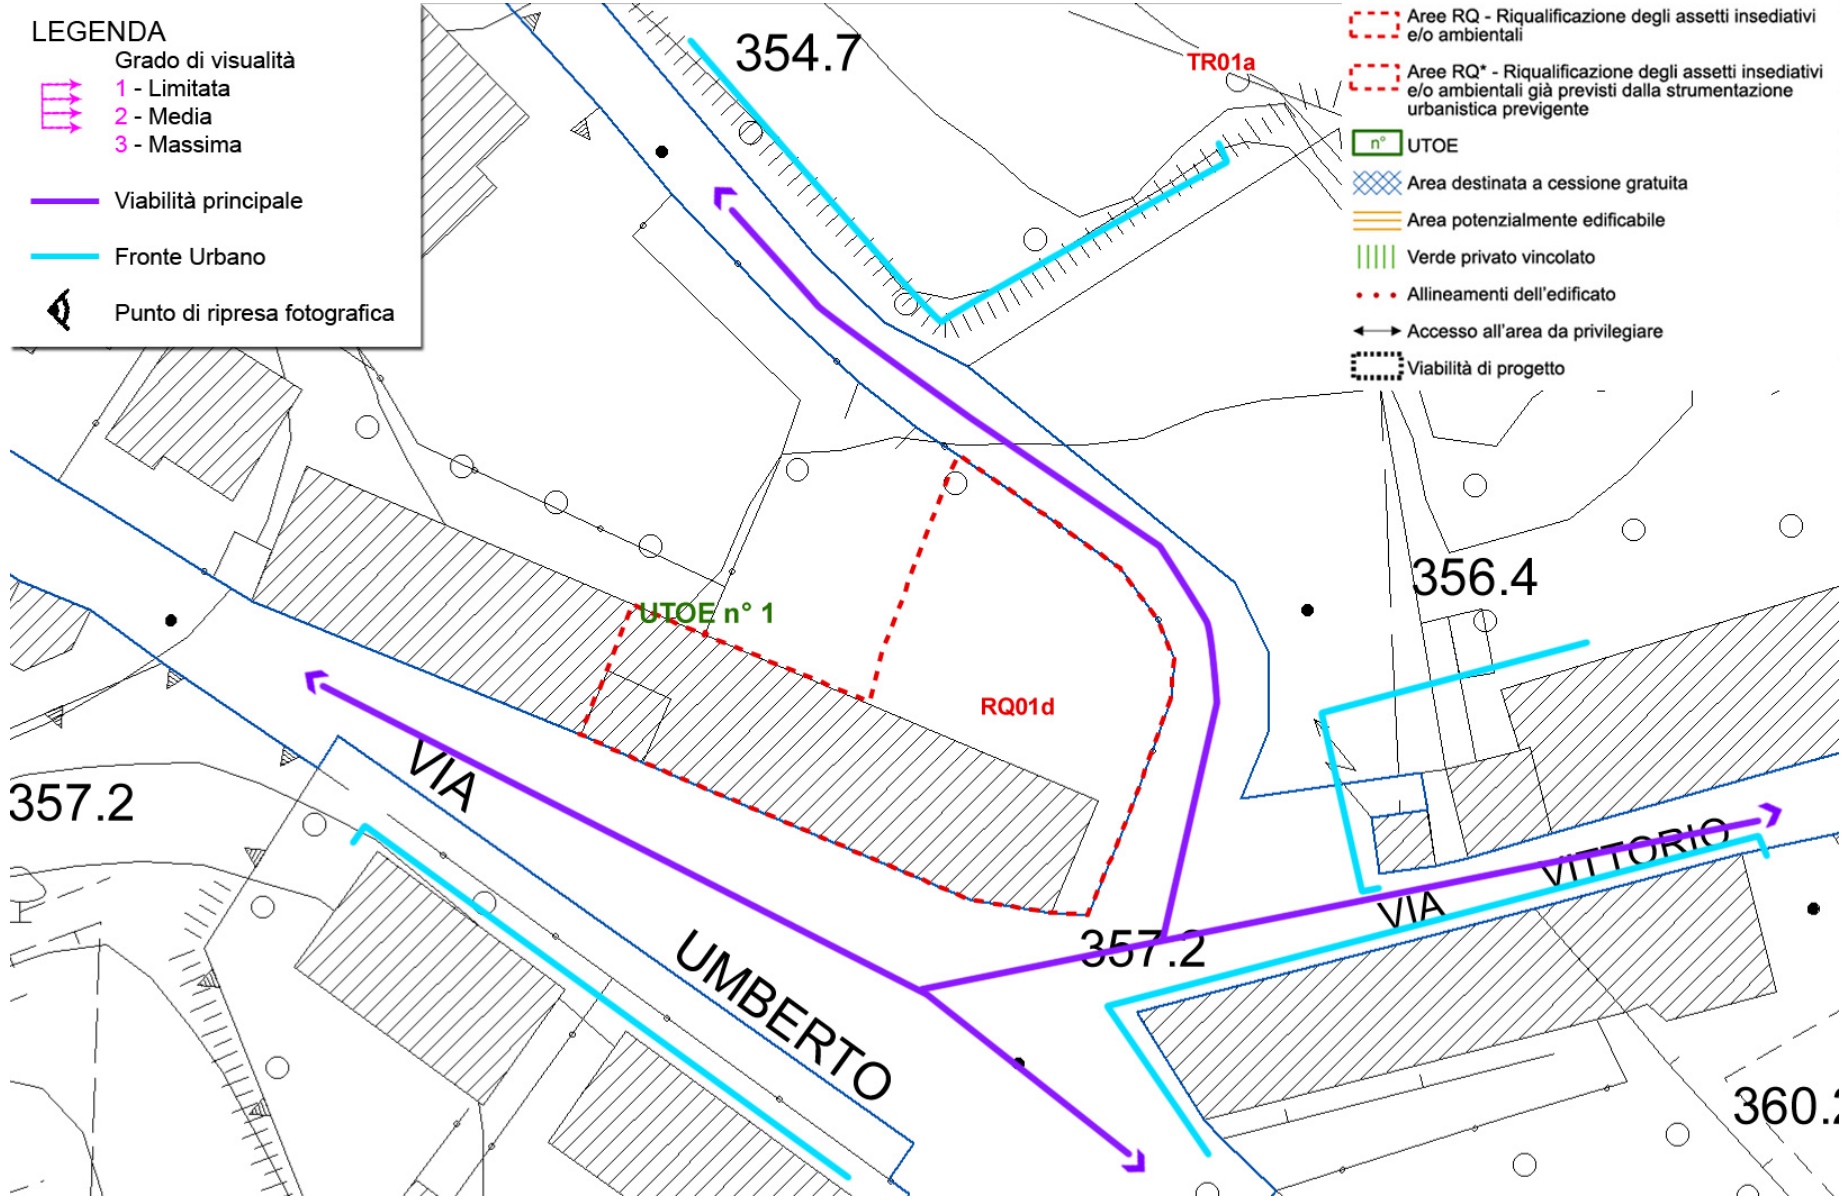 LEGENDA
Grado di visualità
1 - Limitata
2 - Media
3 - Massima
Viabilità principale
Fronte Urbano
Punto di ripresa fotografica
Aree RQ - Riqualificazione degli assetti insediativi
e/o ambientali
Aree RQ* - Riqualificazione degli assetti insediativi
e/o ambientali già previsti dalla strumentazione
urbanistica previgente
n° UTOE
Area destinata a cessione gratuita
Area potenzialmente edificabile
Verde privato vincolato
Allineamenti dell'edificato
Accesso all'area da privilegiare
Viabilità di progetto
354.7
TR01a
356.4
UTOE n° 1
RQ01d
357.2
VIA
UMBERTO
357.2
VIA
VITTORIO